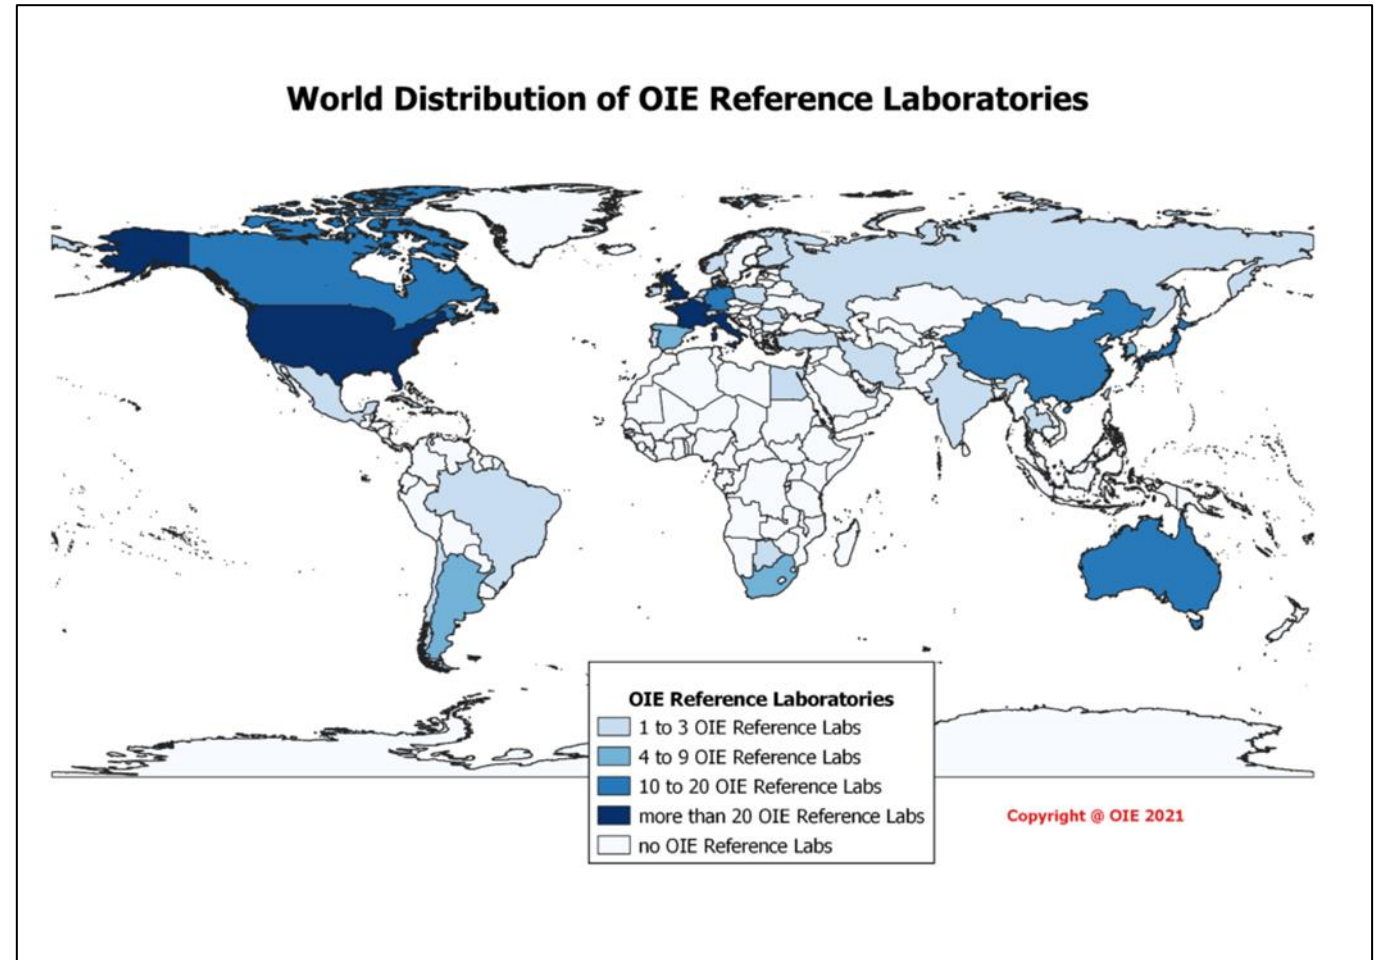 World Distribution of OIE Reference Laboratories
OIE Reference Laboratories
1 to 3 OIE Reference Labs
4 to 9 OIE Reference Labs
10 to 20 OIE Reference Labs
more than 20 OIE Reference Labs
no OIE Reference Labs
Copyright @ OIE 2021